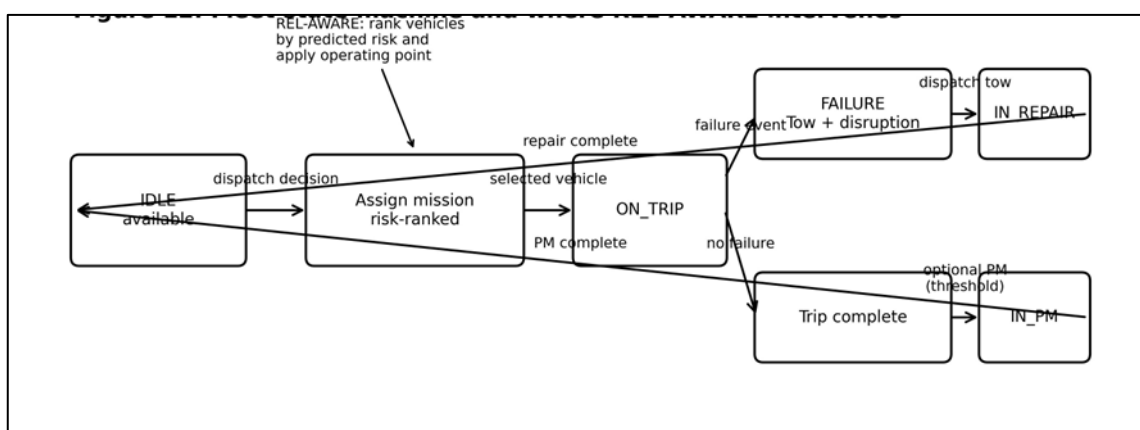 REL-AWARE: rank vehicles
by predicted risk and
apply operating point
dispatch tow
FAILURE
Tow + disruption
IN_REPAIR
failure event
repair complete
dispatch decision
selected vehicle
IDLE
available
Assign mission
risk-ranked
ON_TRIP
PM complete
no failure
optional PM
(threshold)
Trip complete
IN_PM